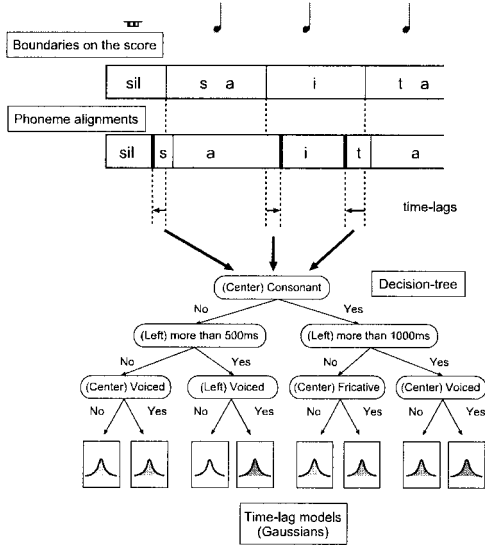 Boundaries on the score
sil s a i t a
Phoneme alignments
sil s a i t a
time-lags
(Center) Consonant
Decision-tree
No Yes
(Left) more than 500ms (Left) more than 1000ms
No Yes No Yes
(Center) Voiced (Left) Voiced (Center) Fricative (Center) Voiced
No Yes No Yes No Yes No Yes
Time-lag models
(Gaussians)